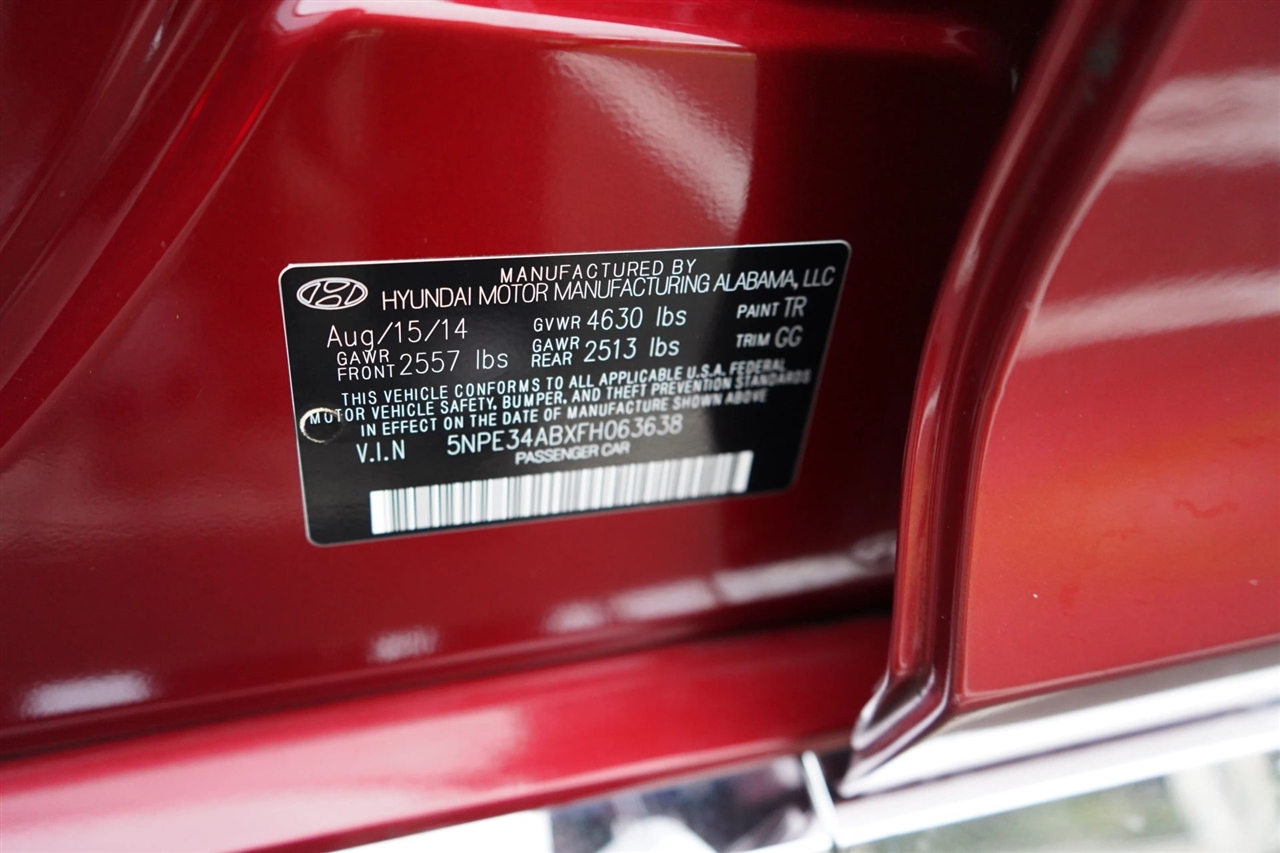 MANUFACTURED BY
HYUNDAI MOTOR MANUFACTURING ALABAMA, LLC
Aug/15/14 GVWR 4630 lbs PAINT TR
GAWR FRONT 2557 lbs GAWR REAR 2513 lbs TRIM GG
THIS VEHICLE CONFORMS TO ALL APPLICABLE U.S.A. FEDERAL
MOTOR VEHICLE SAFETY, BUMPER, AND THEFT PREVENTION STANDARDS
IN EFFECT ON THE DATE OF MANUFACTURE SHOWN ABOVE
V.I.N 5NPE34ABXFH063638
PASSENGER CAR